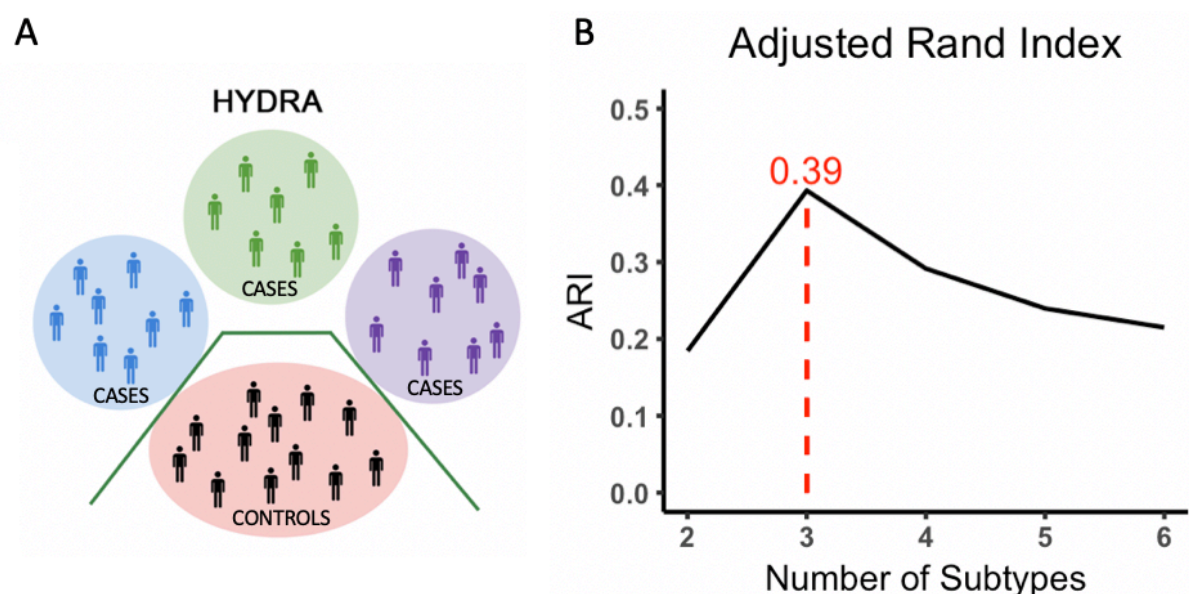 A
HYDRA
CASES
CASES
CASES
CONTROLS
B
Adjusted Rand Index
0.5
0.4
0.3
0.2
0.1
0.0
ARI
0.39
2 3 4 5 6
Number of Subtypes